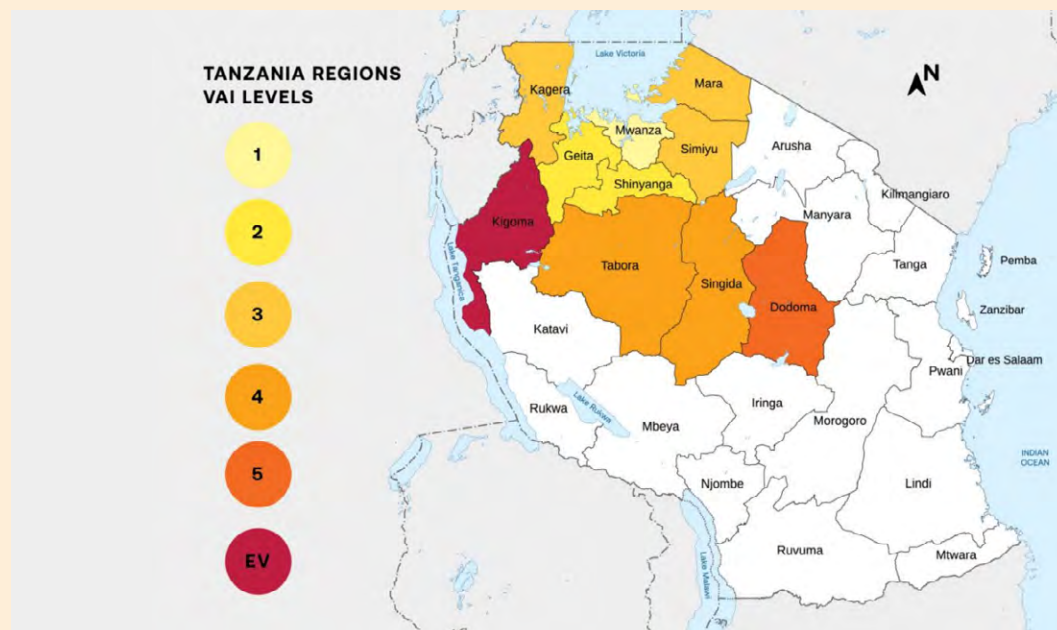 TANZANIA REGIONS
VAI LEVELS
1
2
3
4
5
EV
N
Lake Victoria
Kagera
Mara
Mwanza
Simiyu
Geita
Shinyanga
Arusha
Kilimangiaro
Manyara
Kigoma
Lake Tanganica
Tabora
Singida
Dodoma
Tanga
Pemba
Zanzibar
Katavi
Dar es Salaam
Pwani
Rukwa
Lake Rukwa
Mbeya
Iringa
Morogoro
INDIAN
OCEAN
Njombe
Lindi
Ruvuma
Mtwara
Lake Malawi